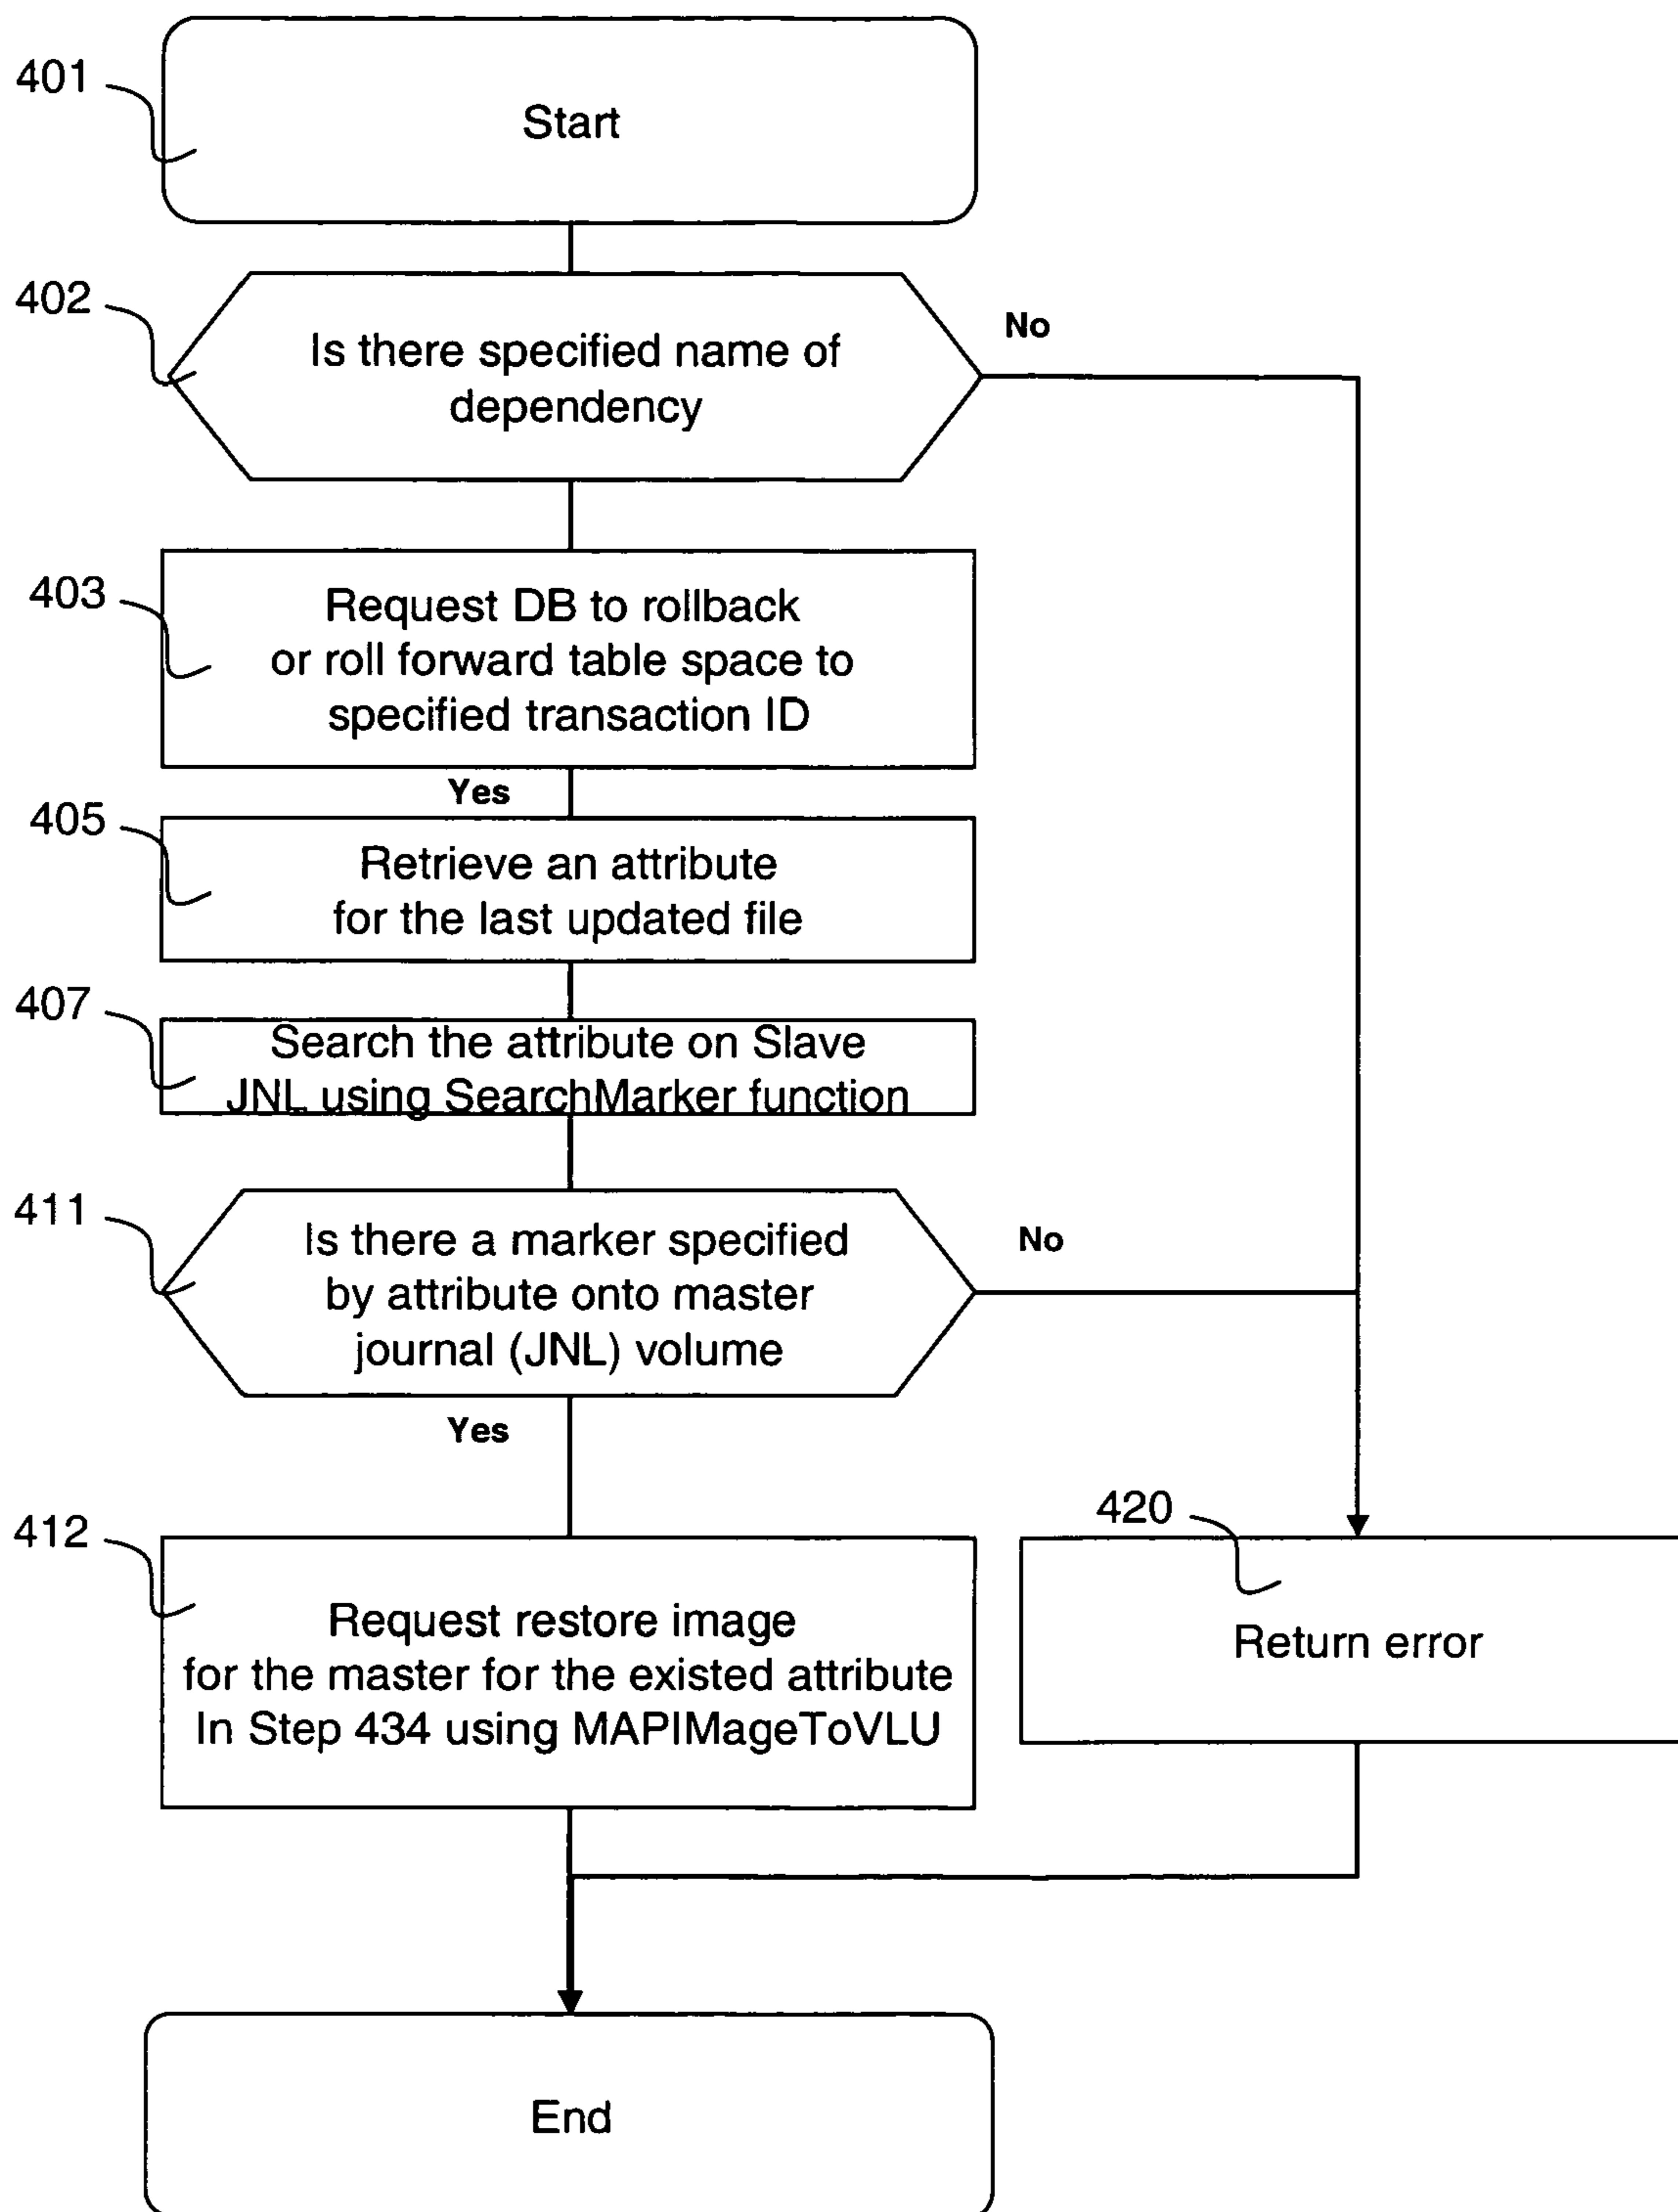 401
Start
402
Is there specified name of
dependency
No
403
Request DB to rollback
or roll forward table space to
specified transaction ID
Yes
405
Retrieve an attribute
for the last updated file
407
Search the attribute on Slave
JNL using SearchMarker function
411
Is there a marker specified
by attribute onto master
journal (JNL) volume
No
Yes
412
Request restore image
for the master for the existed attribute
In Step 434 using MAPIMageToVLU
420
Return error
End